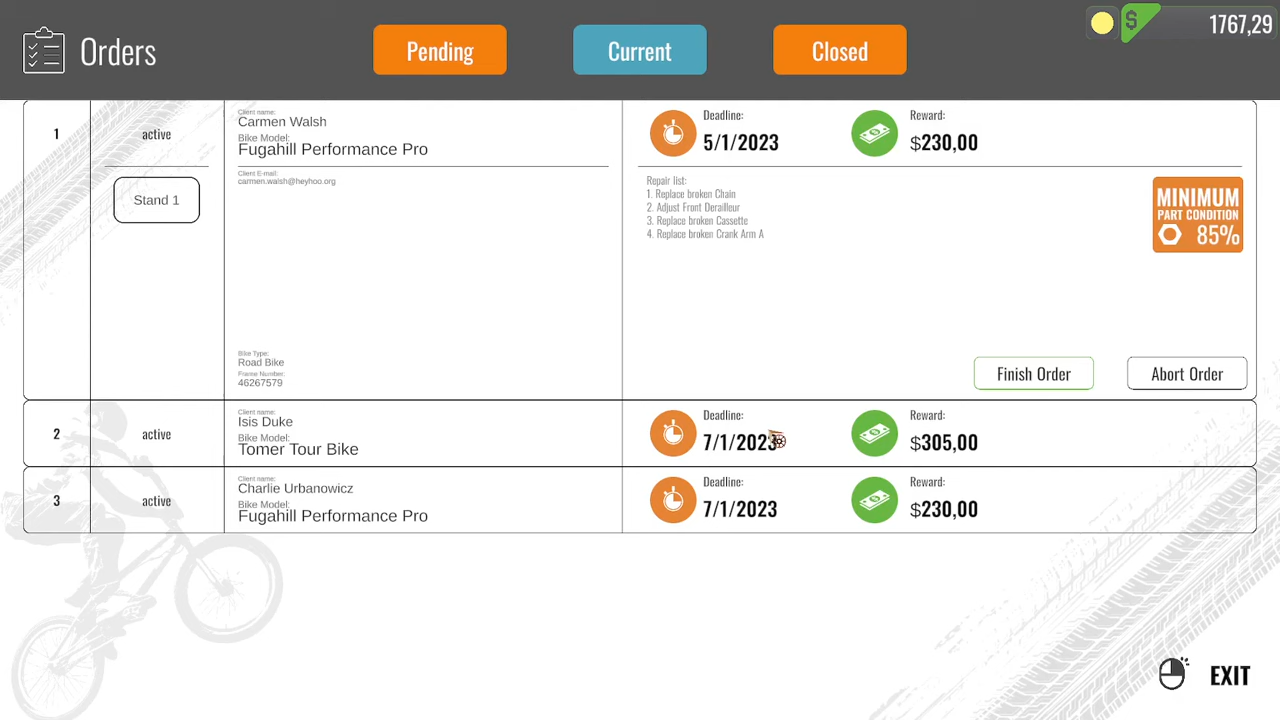 Orders
Pending
Current
Closed
$
1767,29
1
active
Stand 1
Client name:
Carmen Walsh
Bike Model:
Fugahill Performance Pro
Client E-mail:
carmen.walsh@heyhoo.org
Bike Type:
Road Bike
Frame Number:
46267579
Deadline:
5/1/2023
Reward:
$230,00
Repair list:
1. Replace broken Chain
2. Adjust Front Derailleur
3. Replace broken Cassette
4. Replace broken Crank Arm A
MINIMUM
PART CONDITION
85%
Finish Order
Abort Order
2
active
Client name:
Isis Duke
Bike Model:
Tomer Tour Bike
Deadline:
7/1/2023
Reward:
$305,00
3
active
Client name:
Charlie Urbanowicz
Bike Model:
Fugahill Performance Pro
Deadline:
7/1/2023
Reward:
$230,00
EXIT